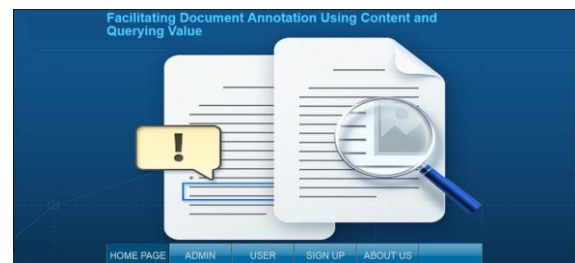 Facilitating Document Annotation Using Content and
Querying Value
!
HOME PAGE ADMIN USER SIGN UP ABOUT US